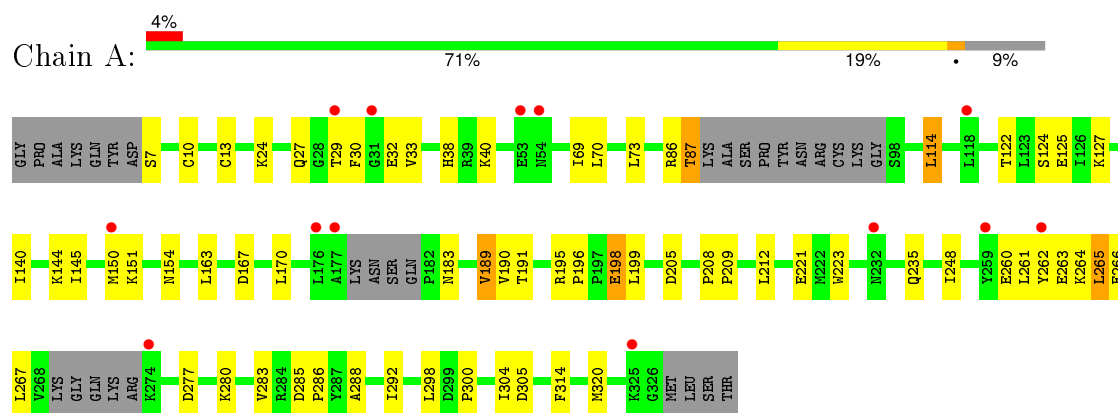 4%
Chain A:
71% 19% • 9%
GLY PRO ALA LYS GLN TYR ASP S7 C10 C13 K24 Q27 G28 T29 F30 G31 E32 V33 H38 R39 K40 E53 N54 I69 L70 L73 R86 T87 LYS ALA SER PRO TYR ASN ARG CYS LYS GLY S98 L114 L118 T122 L123 S124 E125 I126 K127
I140 K144 I145 M150 K151 N154 L163 D167 L170 L176 A177 LYS ASN SER GLN P182 N183 V189 V190 T191 R195 P196 P197 E198 L199 D205 P208 P209 L212 E221 M222 W223 N232 Q235 I248 Y259 E260 L261 Y262 E263 K264 L265
L267 V268 LYS GLY GLN LYS ARG K274 D277 K280 V283 R284 D285 P286 Y287 A288 I292 L298 D299 P300 I304 D305 F314 M320 K325 G326 MET LEU SER THR